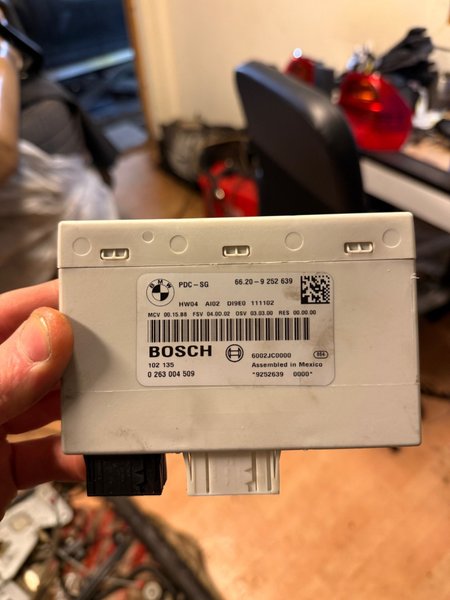 BMW
PDC-SG 66.20-9 252 639
HW04 AI02 DI9E0 111102
MCV 00.15.88 FSV 04.00.02 OSV 03.03.00 RES 00.00.00
BOSCH 6002JC0000 094
102 135 Assembled in Mexico
0 263 004 509 *9252639 0000*